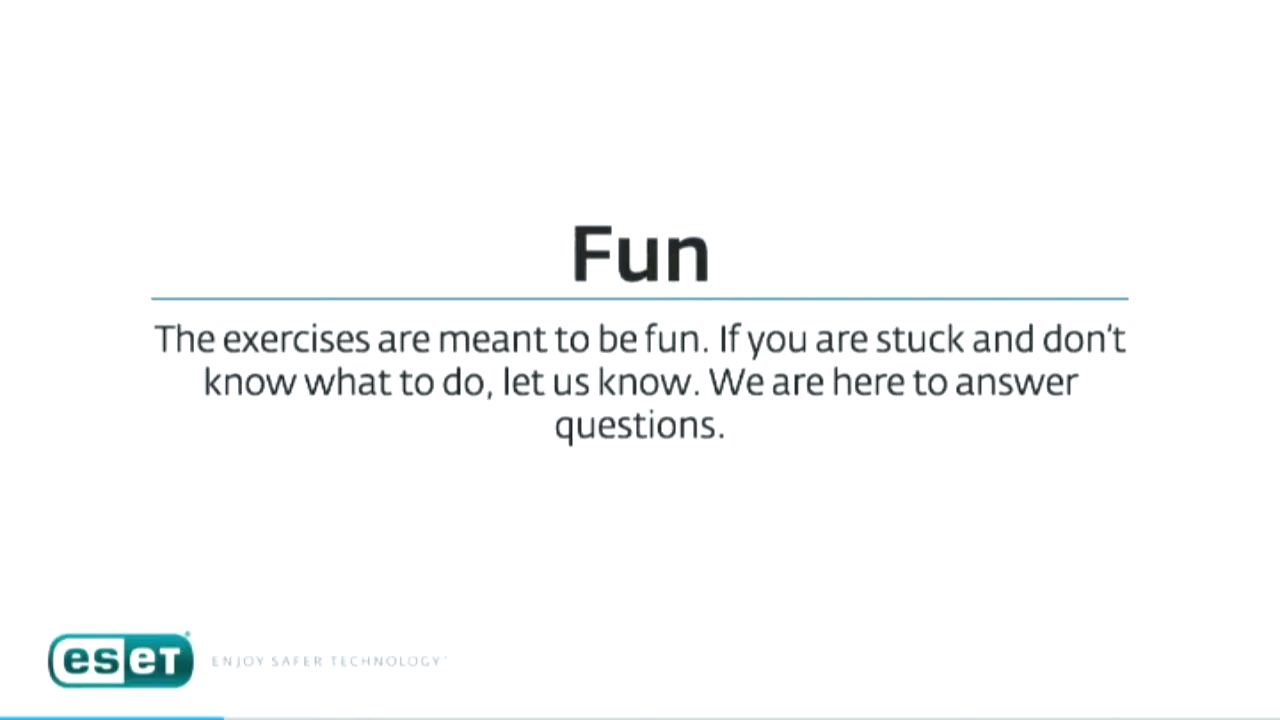 Fun
The exercises are meant to be fun. If you are stuck and don't
know what to do, let us know. We are here to answer
questions.
eseT ENJOY SAFER TECHNOLOGY™